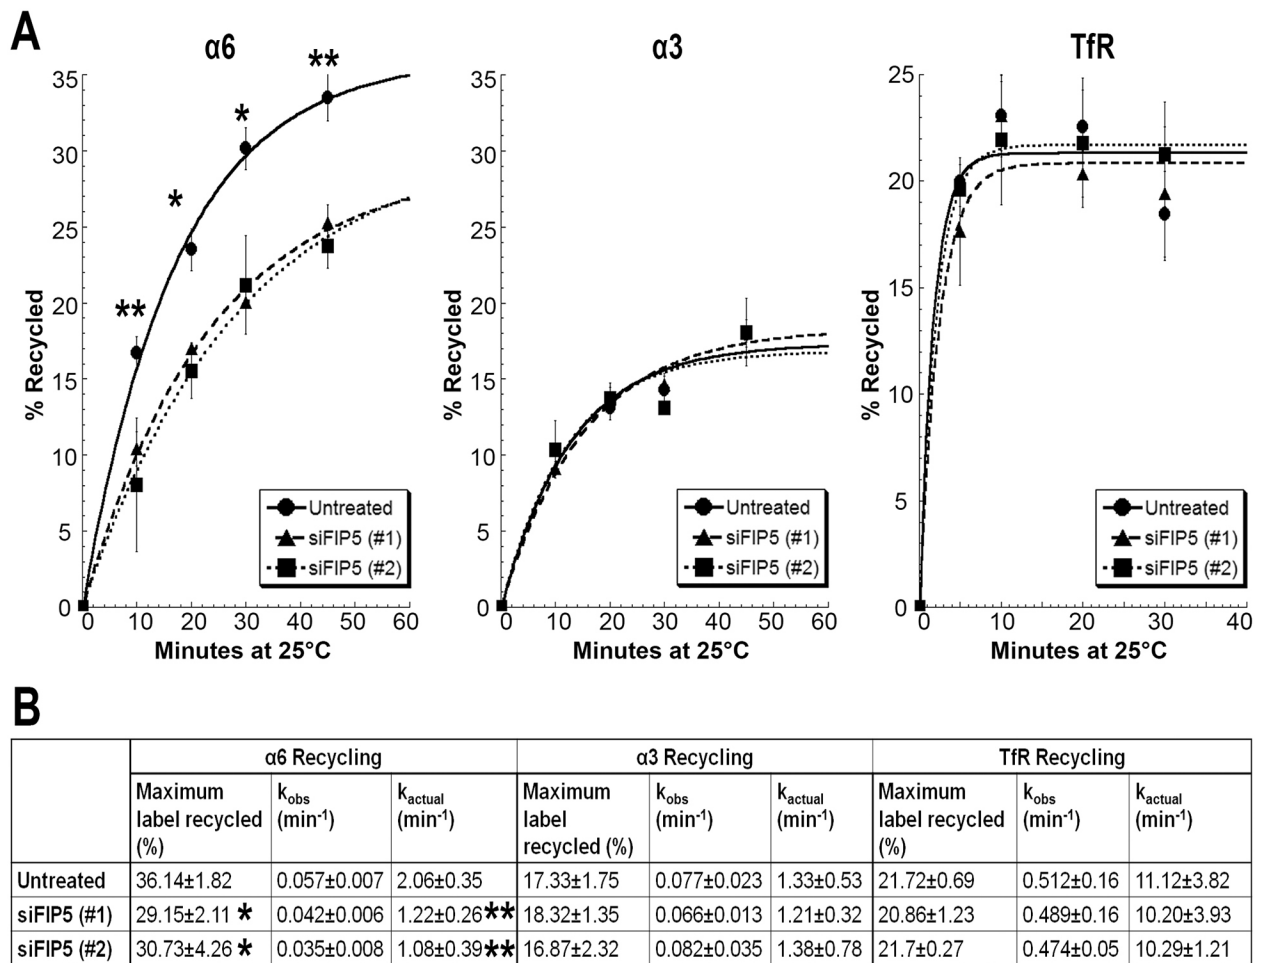 A
α6
α3
TfR
% Recycled
35
30
25
20
15
10
5
0
**
*
*
**
Untreated
siFIP5 (#1)
siFIP5 (#2)
0 10 20 30 40 50 60
Minutes at 25°C
% Recycled
35
30
25
20
15
10
5
0
Untreated
siFIP5 (#1)
siFIP5 (#2)
0 10 20 30 40 50 60
Minutes at 25°C
% Recycled
25
20
15
10
5
0
Untreated
siFIP5 (#1)
siFIP5 (#2)
0 10 20 30 40
Minutes at 25°C
B
α6 Recycling α3 Recycling TfR Recycling
Maximum label recycled (%) kobs (min-1) kactual (min-1) Maximum label recycled (%) kobs (min-1) kactual (min-1) Maximum label recycled (%) kobs (min-1) kactual (min-1)
Untreated 36.14±1.82 0.057±0.007 2.06±0.35 17.33±1.75 0.077±0.023 1.33±0.53 21.72±0.69 0.512±0.16 11.12±3.82
siFIP5 (#1) 29.15±2.11 * 0.042±0.006 1.22±0.26** 18.32±1.35 0.066±0.013 1.21±0.32 20.86±1.23 0.489±0.16 10.20±3.93
siFIP5 (#2) 30.73±4.26 * 0.035±0.008 1.08±0.39** 16.87±2.32 0.082±0.035 1.38±0.78 21.7±0.27 0.474±0.05 10.29±1.21